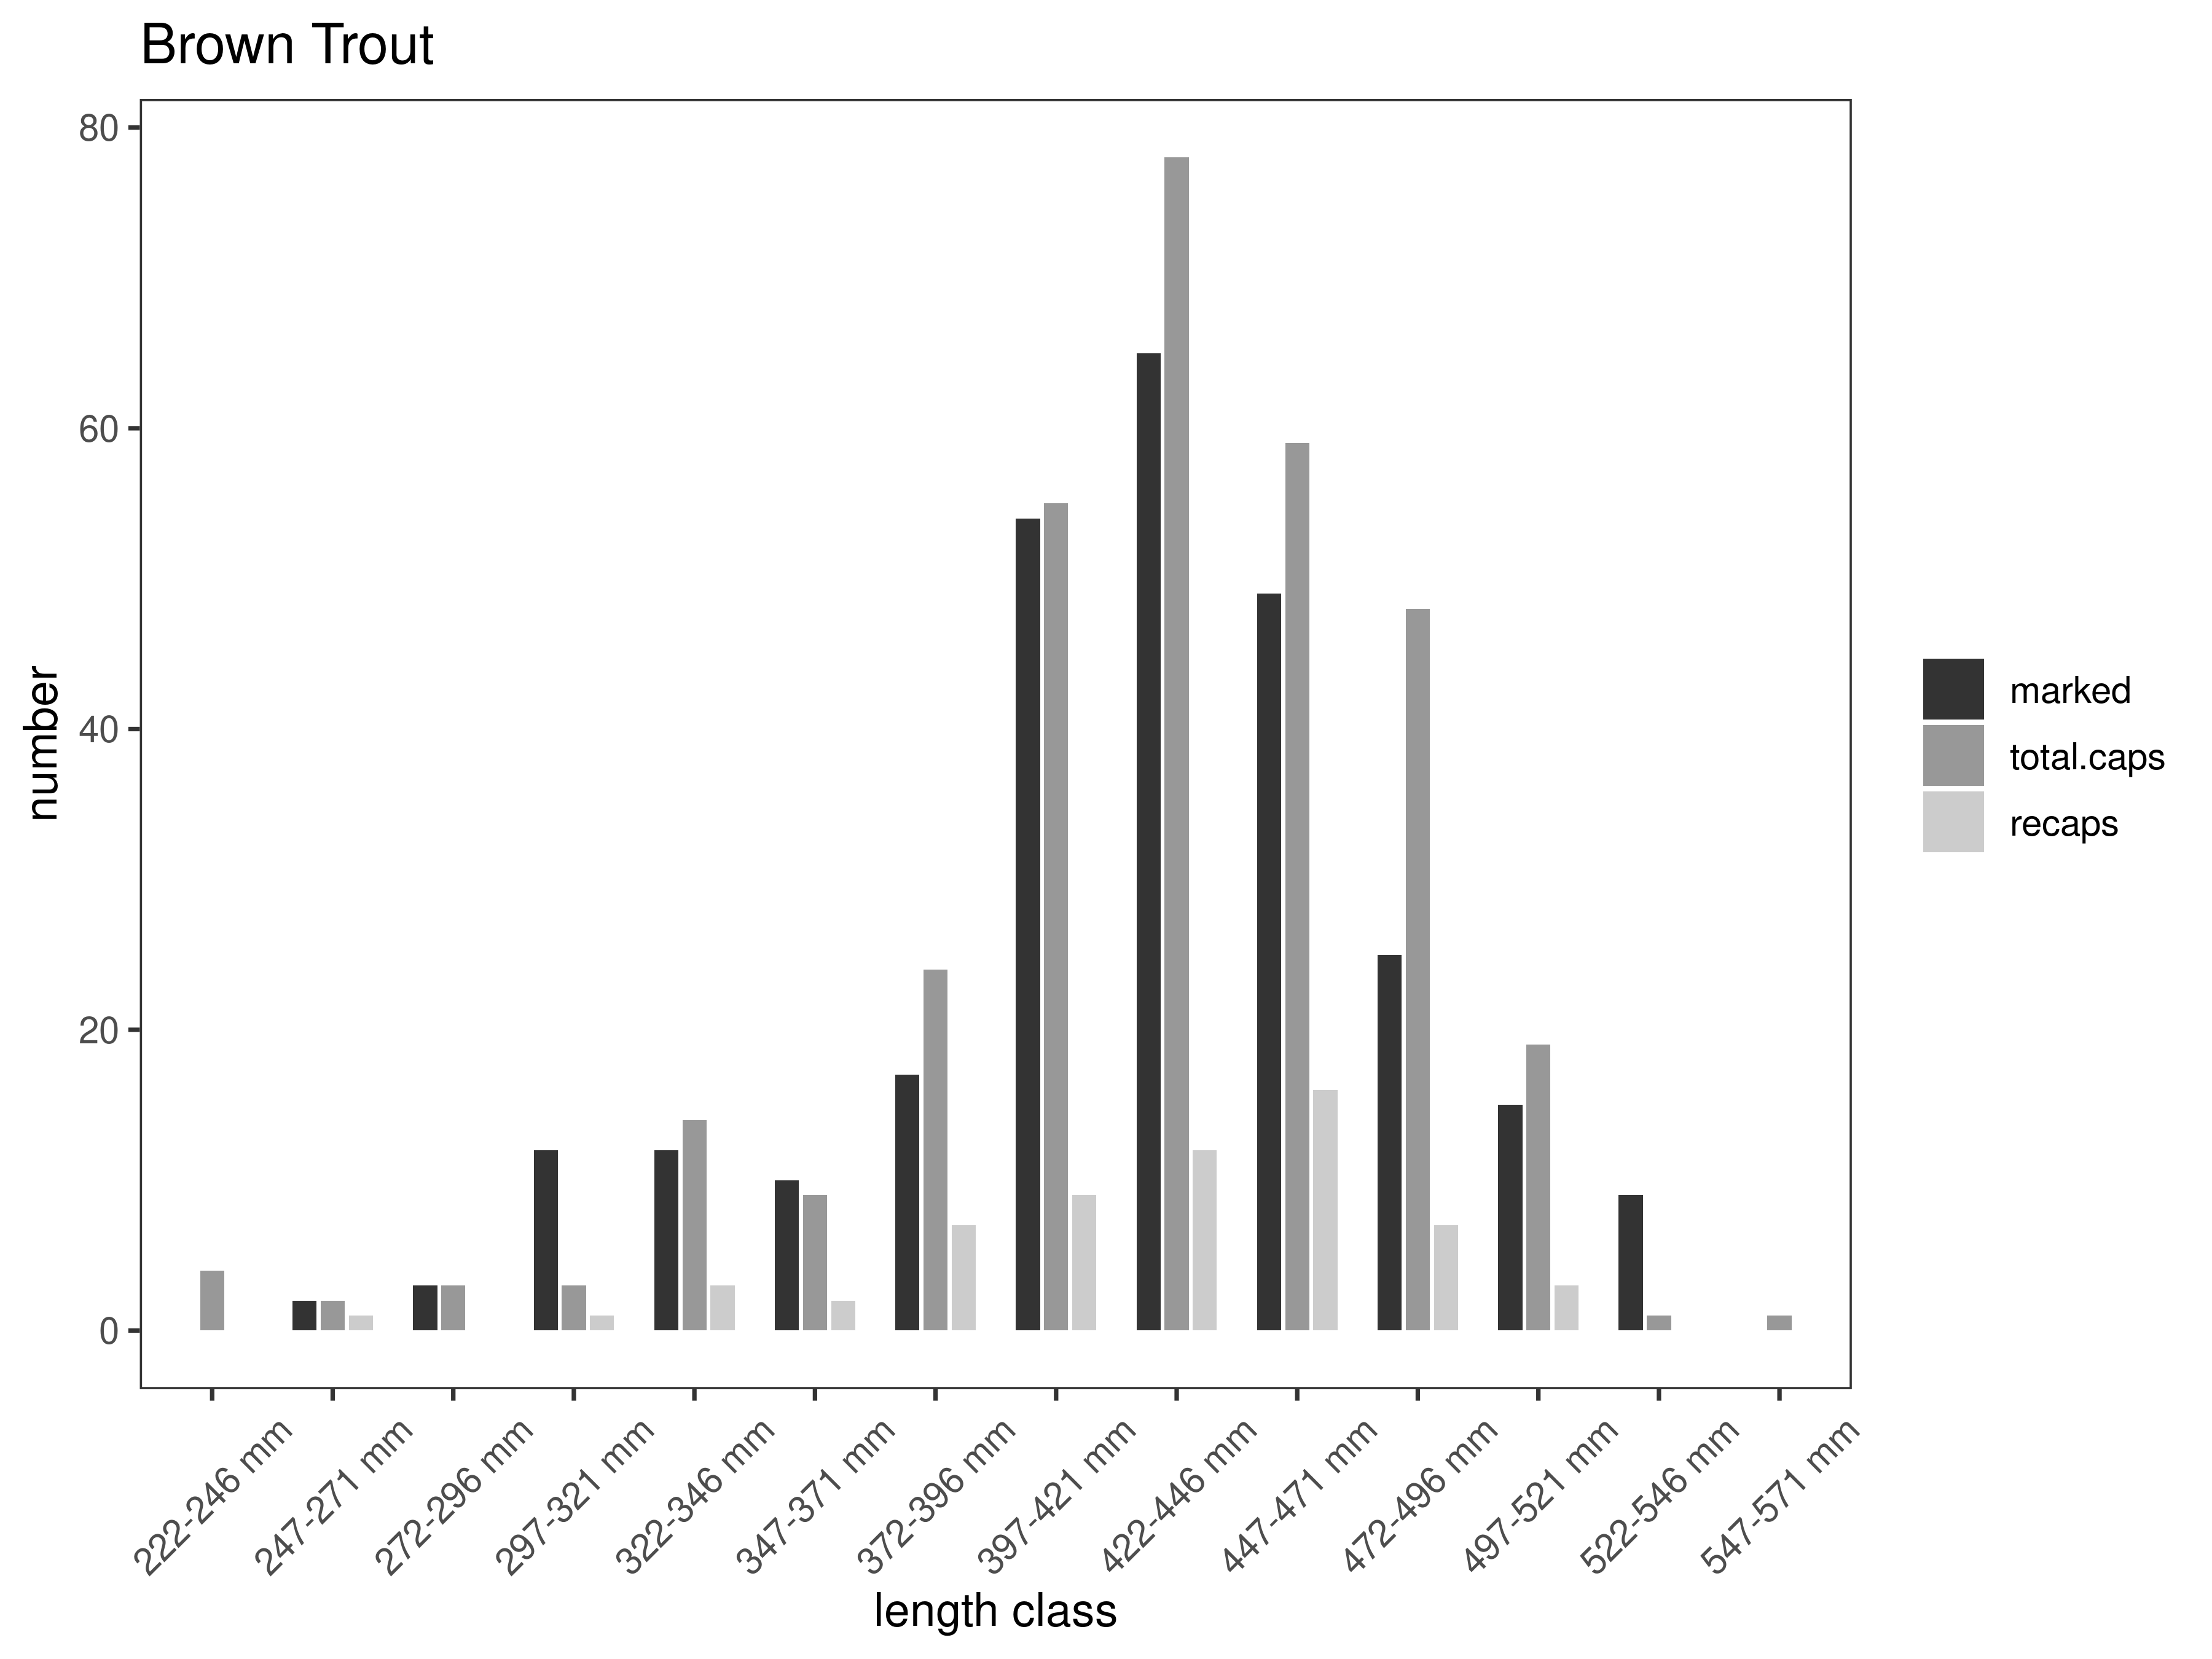 Brown Trout
80
60
40
20
0
number
222-246 mm
247-271 mm
272-296 mm
297-321 mm
322-346 mm
347-371 mm
372-396 mm
397-421 mm
422-446 mm
447-471 mm
472-496 mm
497-521 mm
522-546 mm
547-571 mm
length class
marked
total.caps
recaps